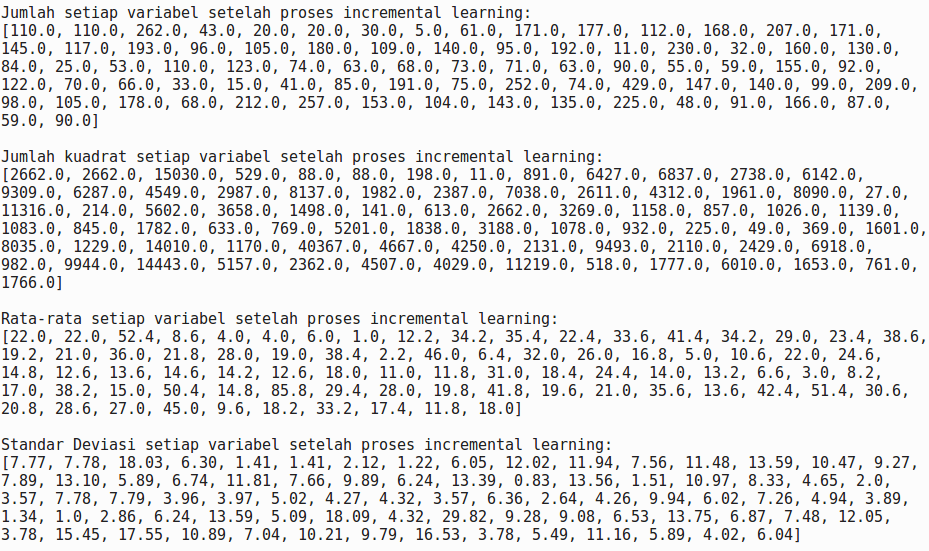 Jumlah setiap variabel setelah proses incremental learning:
[110.0, 110.0, 262.0, 43.0, 20.0, 20.0, 30.0, 5.0, 61.0, 171.0, 177.0, 112.0, 168.0, 207.0, 171.0,
145.0, 117.0, 193.0, 96.0, 105.0, 180.0, 109.0, 140.0, 95.0, 192.0, 11.0, 230.0, 32.0, 160.0, 130.0,
84.0, 25.0, 53.0, 110.0, 123.0, 74.0, 63.0, 68.0, 73.0, 71.0, 63.0, 90.0, 55.0, 59.0, 155.0, 92.0,
122.0, 70.0, 66.0, 33.0, 15.0, 41.0, 85.0, 191.0, 75.0, 252.0, 74.0, 429.0, 147.0, 140.0, 99.0, 209.0,
98.0, 105.0, 178.0, 68.0, 212.0, 257.0, 153.0, 104.0, 143.0, 135.0, 225.0, 48.0, 91.0, 166.0, 87.0,
59.0, 90.0]
Jumlah kuadrat setiap variabel setelah proses incremental learning:
[2662.0, 2662.0, 15030.0, 529.0, 88.0, 88.0, 198.0, 11.0, 891.0, 6427.0, 6837.0, 2738.0, 6142.0,
9309.0, 6287.0, 4549.0, 2987.0, 8137.0, 1982.0, 2387.0, 7038.0, 2611.0, 4312.0, 1961.0, 8090.0, 27.0,
11316.0, 214.0, 5602.0, 3658.0, 1498.0, 141.0, 613.0, 2662.0, 3269.0, 1158.0, 857.0, 1026.0, 1139.0,
1083.0, 845.0, 1782.0, 633.0, 769.0, 5201.0, 1838.0, 3188.0, 1078.0, 932.0, 225.0, 49.0, 369.0, 1601.0,
8035.0, 1229.0, 14010.0, 1170.0, 40367.0, 4667.0, 4250.0, 2131.0, 9493.0, 2110.0, 2429.0, 6918.0,
982.0, 9944.0, 14443.0, 5157.0, 2362.0, 4507.0, 4029.0, 11219.0, 518.0, 1777.0, 6010.0, 1653.0, 761.0,
1766.0]
Rata-rata setiap variabel setelah proses incremental learning:
[22.0, 22.0, 52.4, 8.6, 4.0, 4.0, 6.0, 1.0, 12.2, 34.2, 35.4, 22.4, 33.6, 41.4, 34.2, 29.0, 23.4, 38.6,
19.2, 21.0, 36.0, 21.8, 28.0, 19.0, 38.4, 2.2, 46.0, 6.4, 32.0, 26.0, 16.8, 5.0, 10.6, 22.0, 24.6,
14.8, 12.6, 13.6, 14.6, 14.2, 12.6, 18.0, 11.0, 11.8, 31.0, 18.4, 24.4, 14.0, 13.2, 6.6, 3.0, 8.2,
17.0, 38.2, 15.0, 50.4, 14.8, 85.8, 29.4, 28.0, 19.8, 41.8, 19.6, 21.0, 35.6, 13.6, 42.4, 51.4, 30.6,
20.8, 28.6, 27.0, 45.0, 9.6, 18.2, 33.2, 17.4, 11.8, 18.0]
Standar Deviasi setiap variabel setelah proses incremental learning:
[7.77, 7.78, 18.03, 6.30, 1.41, 1.41, 2.12, 1.22, 6.05, 12.02, 11.94, 7.56, 11.48, 13.59, 10.47, 9.27,
7.89, 13.10, 5.89, 6.74, 11.81, 7.66, 9.89, 6.24, 13.39, 0.83, 13.56, 1.51, 10.97, 8.33, 4.65, 2.0,
3.57, 7.78, 7.79, 3.96, 3.97, 5.02, 4.27, 4.32, 3.57, 6.36, 2.64, 4.26, 9.94, 6.02, 7.26, 4.94, 3.89,
1.34, 1.0, 2.86, 6.24, 13.59, 5.09, 18.09, 4.32, 29.82, 9.28, 9.08, 6.53, 13.75, 6.87, 7.48, 12.05,
3.78, 15.45, 17.55, 10.89, 7.04, 10.21, 9.79, 16.53, 3.78, 5.49, 11.16, 5.89, 4.02, 6.04]